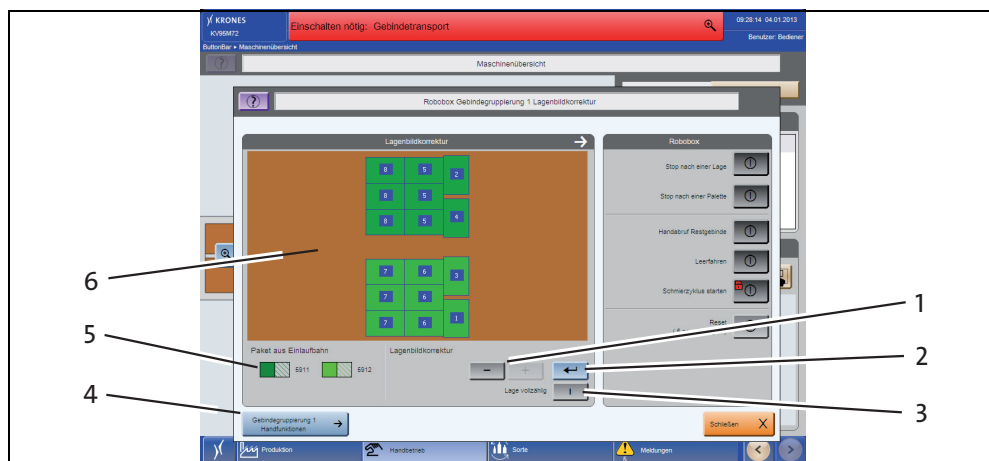 KRONES
KV95M72
Einschalten nötig: Gebindetransport
09:28:14 04.01.2013
Benutzer: Bediener
ButtonBar ▸ Maschinenübersicht
?
Maschinenübersicht
?
Robobox Gebindegruppierung 1 Lagenbildkorrektur
Lagenbildkorrektur →
Robobox
8 5 2
8 5
8 5 4
7 6 3
7 6
7 6 1
Stop nach einer Lage
Stop nach einer Palette
Handabruf Restgebinde
Leerfahren
Schmierzyklus starten
Reset
Paket aus Einlaufbahn
5911
5912
Lagenbildkorrektur
− +
Lage vollzählig
I
Gebindegruppierung 1
Handfunktionen →
Schließen X
Produktion
Handbetrieb
Sorte
Meldungen
< >
6
5
4
1
2
3